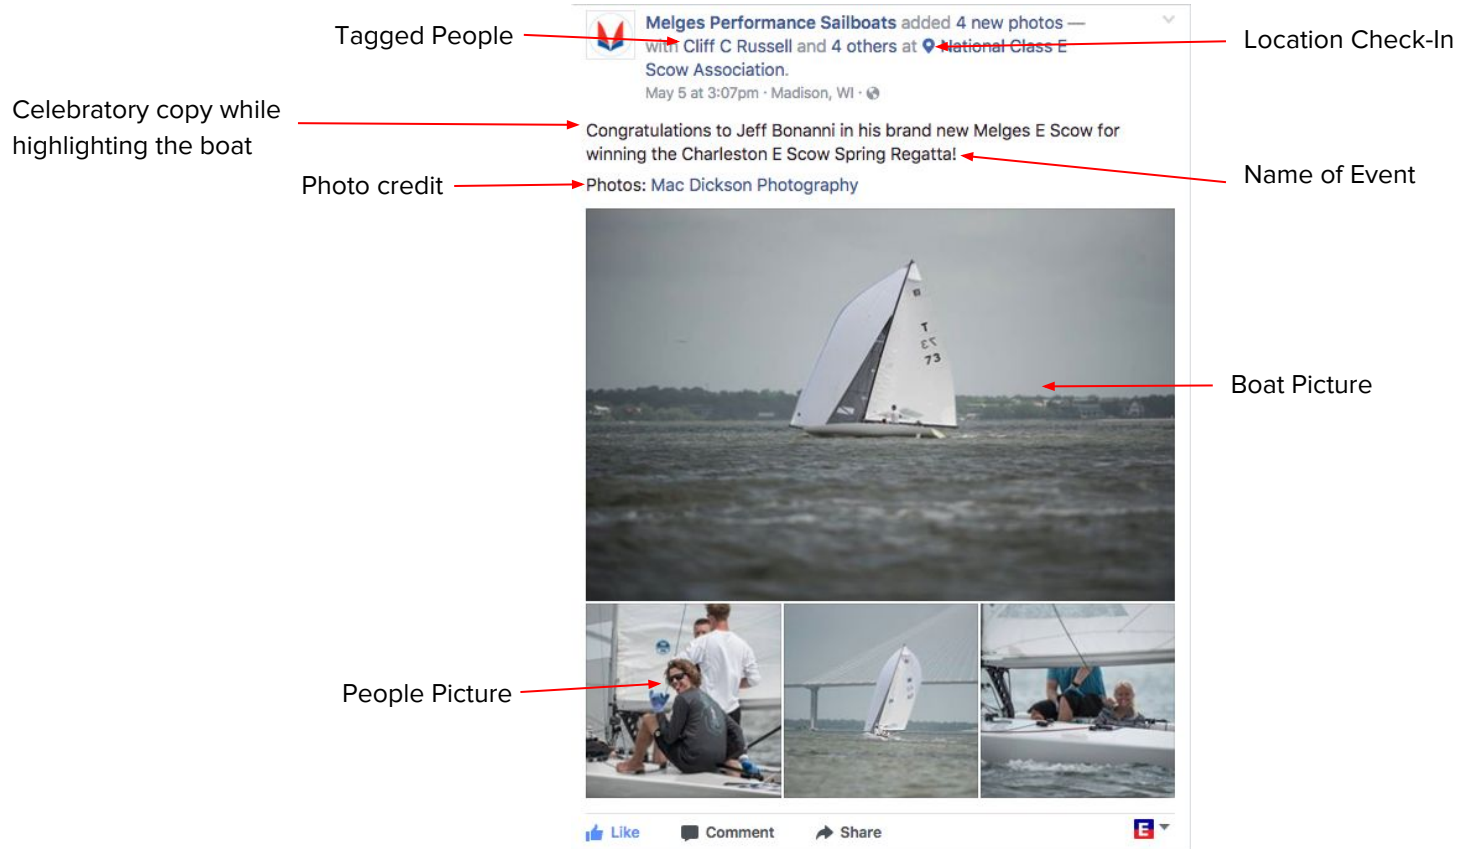 Tagged People
Melges Performance Sailboats added 4 new photos —
with Cliff C Russell and 4 others at National Class E
Scow Association.
May 5 at 3:07pm · Madison, WI ·
Location Check-In
Celebratory copy while
highlighting the boat
Congratulations to Jeff Bonanni in his brand new Melges E Scow for
winning the Charleston E Scow Spring Regatta!
Name of Event
Photo credit
Photos: Mac Dickson Photography
T
73
73
Boat Picture
People Picture
Like
Comment
Share
E